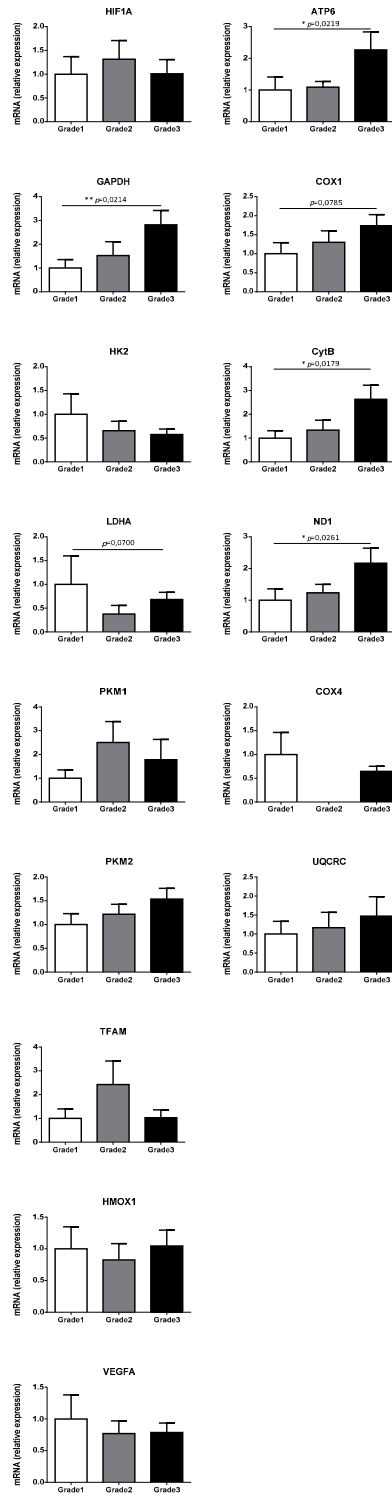 HIF1A
mRNA (relative expression)
2.0
1.5
1.0
0.5
0.0
Grade1 Grade2 Grade3
ATP6
* p=0,0219
mRNA (relative expression)
3
2
1
0
Grade1 Grade2 Grade3
GAPDH
** p=0,0214
mRNA (relative expression)
4
3
2
1
0
Grade1 Grade2 Grade3
COX1
p=0,0785
mRNA (relative expression)
2.5
2.0
1.5
1.0
0.5
0.0
Grade1 Grade2 Grade3
HK2
mRNA (relative expression)
2.0
1.5
1.0
0.5
0.0
Grade1 Grade2 Grade3
CytB
* p=0,0179
mRNA (relative expression)
4
3
2
1
0
Grade1 Grade2 Grade3
LDHA
p=0,0700
mRNA (relative expression)
2.0
1.5
1.0
0.5
0.0
Grade1 Grade2 Grade3
ND1
* p=0,0261
mRNA (relative expression)
3
2
1
0
Grade1 Grade2 Grade3
PKM1
mRNA (relative expression)
4
3
2
1
0
Grade1 Grade2 Grade3
COX4
mRNA (relative expression)
2.0
1.5
1.0
0.5
0.0
Grade1 Grade2 Grade3
PKM2
mRNA (relative expression)
2.0
1.5
1.0
0.5
0.0
Grade1 Grade2 Grade3
UQCRC
mRNA (relative expression)
2.5
2.0
1.5
1.0
0.5
0.0
Grade1 Grade2 Grade3
TFAM
mRNA (relative expression)
4
3
2
1
0
Grade1 Grade2 Grade3
HMOX1
mRNA (relative expression)
1.5
1.0
0.5
0.0
Grade1 Grade2 Grade3
VEGFA
mRNA (relative expression)
1.5
1.0
0.5
0.0
Grade1 Grade2 Grade3